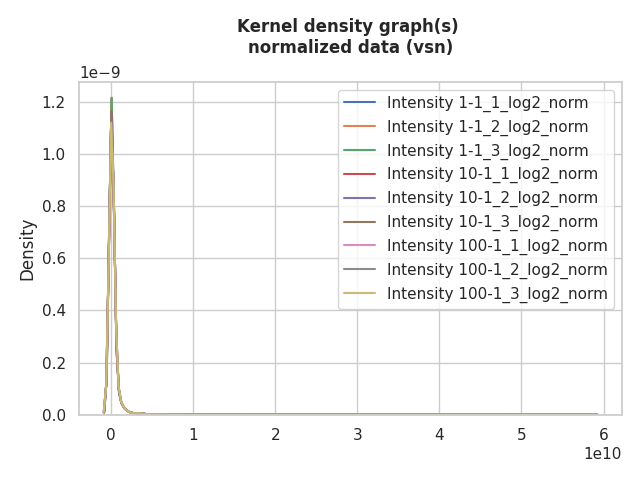 Kernel density graph(s)
normalized data (vsn)
1e−9
1.2
1.0
0.8
0.6
0.4
0.2
0.0
Density
Intensity 1-1_1_log2_norm
Intensity 1-1_2_log2_norm
Intensity 1-1_3_log2_norm
Intensity 10-1_1_log2_norm
Intensity 10-1_2_log2_norm
Intensity 10-1_3_log2_norm
Intensity 100-1_1_log2_norm
Intensity 100-1_2_log2_norm
Intensity 100-1_3_log2_norm
0 1 2 3 4 5 6
1e10